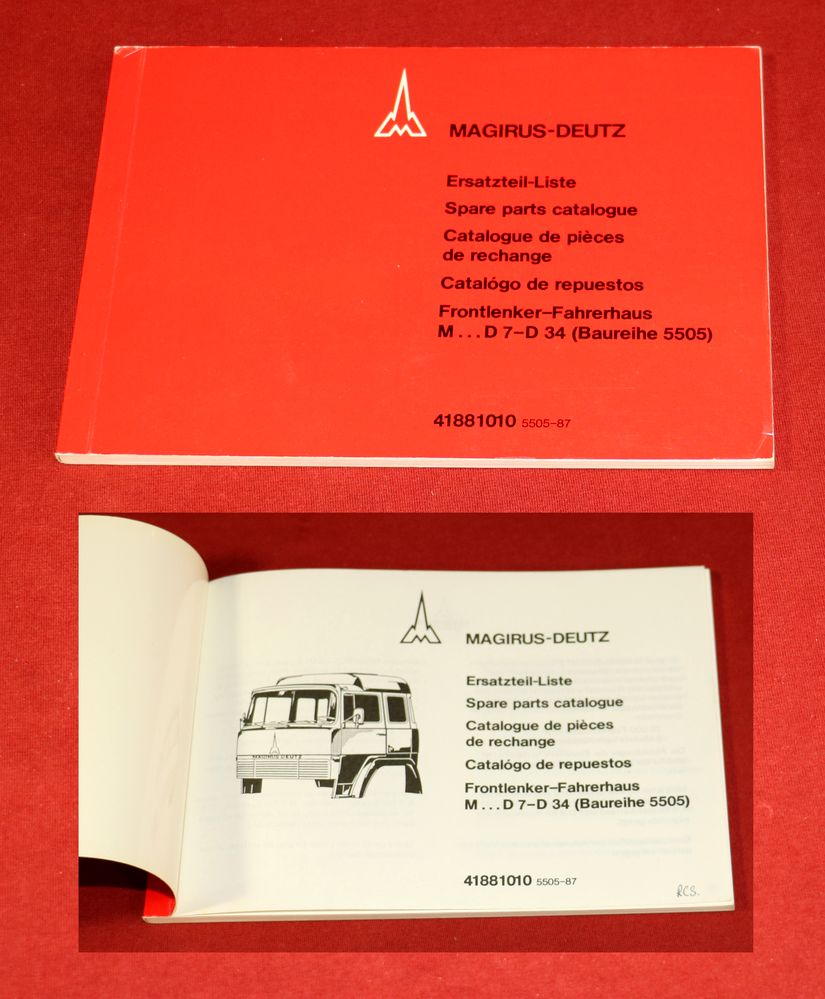 MAGIRUS-DEUTZ
Ersatzteil-Liste
Spare parts catalogue
Catalogue de pièces
de rechange
Catalógo de repuestos
Frontlenker–Fahrerhaus
M...D 7–D 34 (Baureihe 5505)
41881010 5505–87
MAGIRUS-DEUTZ
Ersatzteil-Liste
Spare parts catalogue
Catalogue de pièces
de rechange
Catalógo de repuestos
Frontlenker–Fahrerhaus
M...D 7–D 34 (Baureihe 5505)
MAGIRUS DEUTZ
41881010 5505–87
RCS.